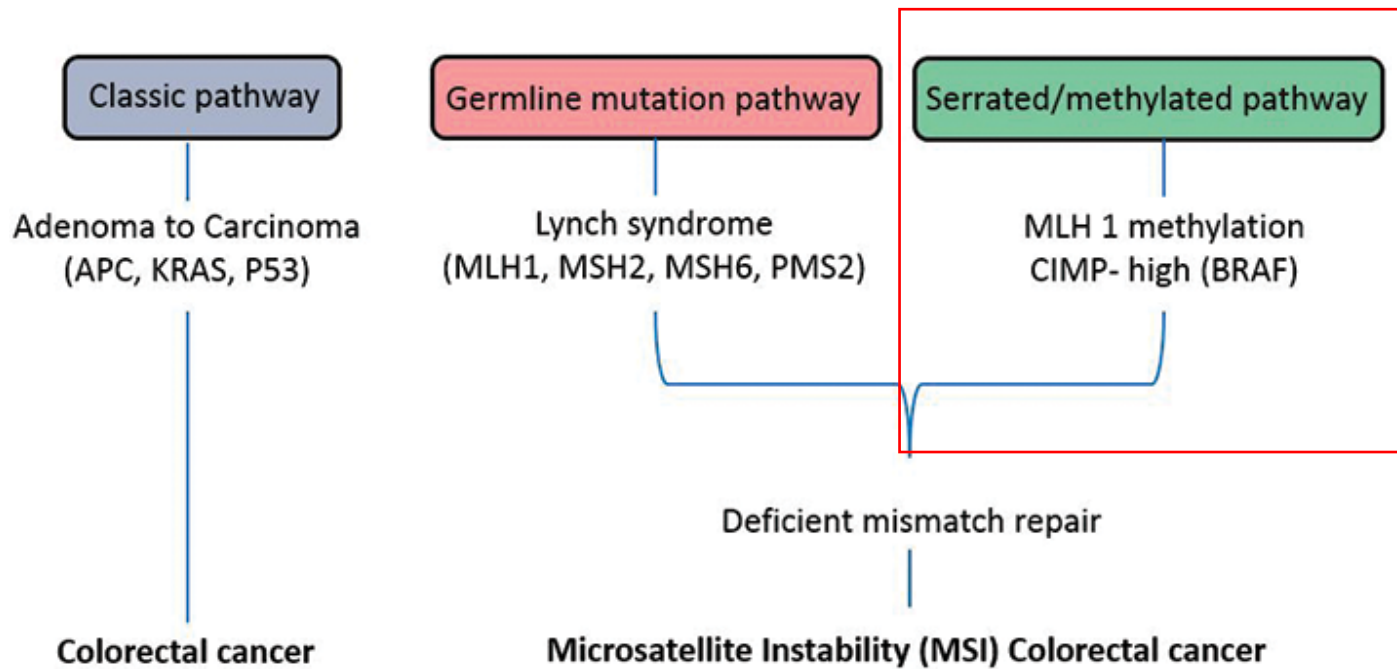 Classic pathway
Adenoma to Carcinoma
(APC, KRAS, P53)
Colorectal cancer
Germline mutation pathway
Lynch syndrome
(MLH1, MSH2, MSH6, PMS2)
Serrated/methylated pathway
MLH 1 methylation
CIMP- high (BRAF)
Deficient mismatch repair
Microsatellite Instability (MSI) Colorectal cancer